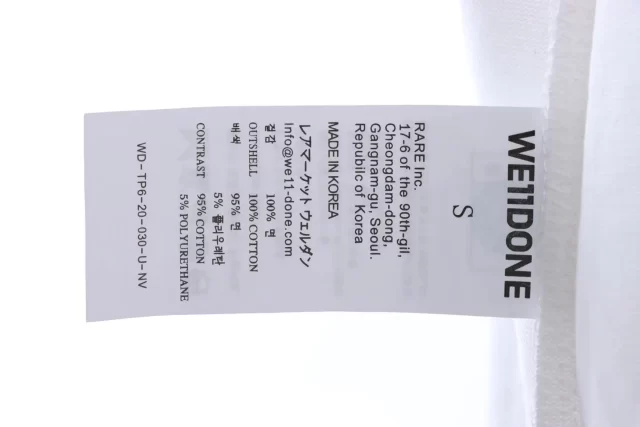 WE11DONE
S
RARE Inc.
17-6 of the 90th-gil,
Cheongdam-dong,
Gangnam-gu, Seoul.
Republic of Korea
MADE IN KOREA
レアマーケット ウェルダン
Info@we11-done.com
겉감 100% 면
OUTSHELL 100% COTTON
배색 95% 면
5% 폴리우레탄
CONTRAST 95% COTTON
5% POLYURETHANE
WD-TP6-20-030-U-NV